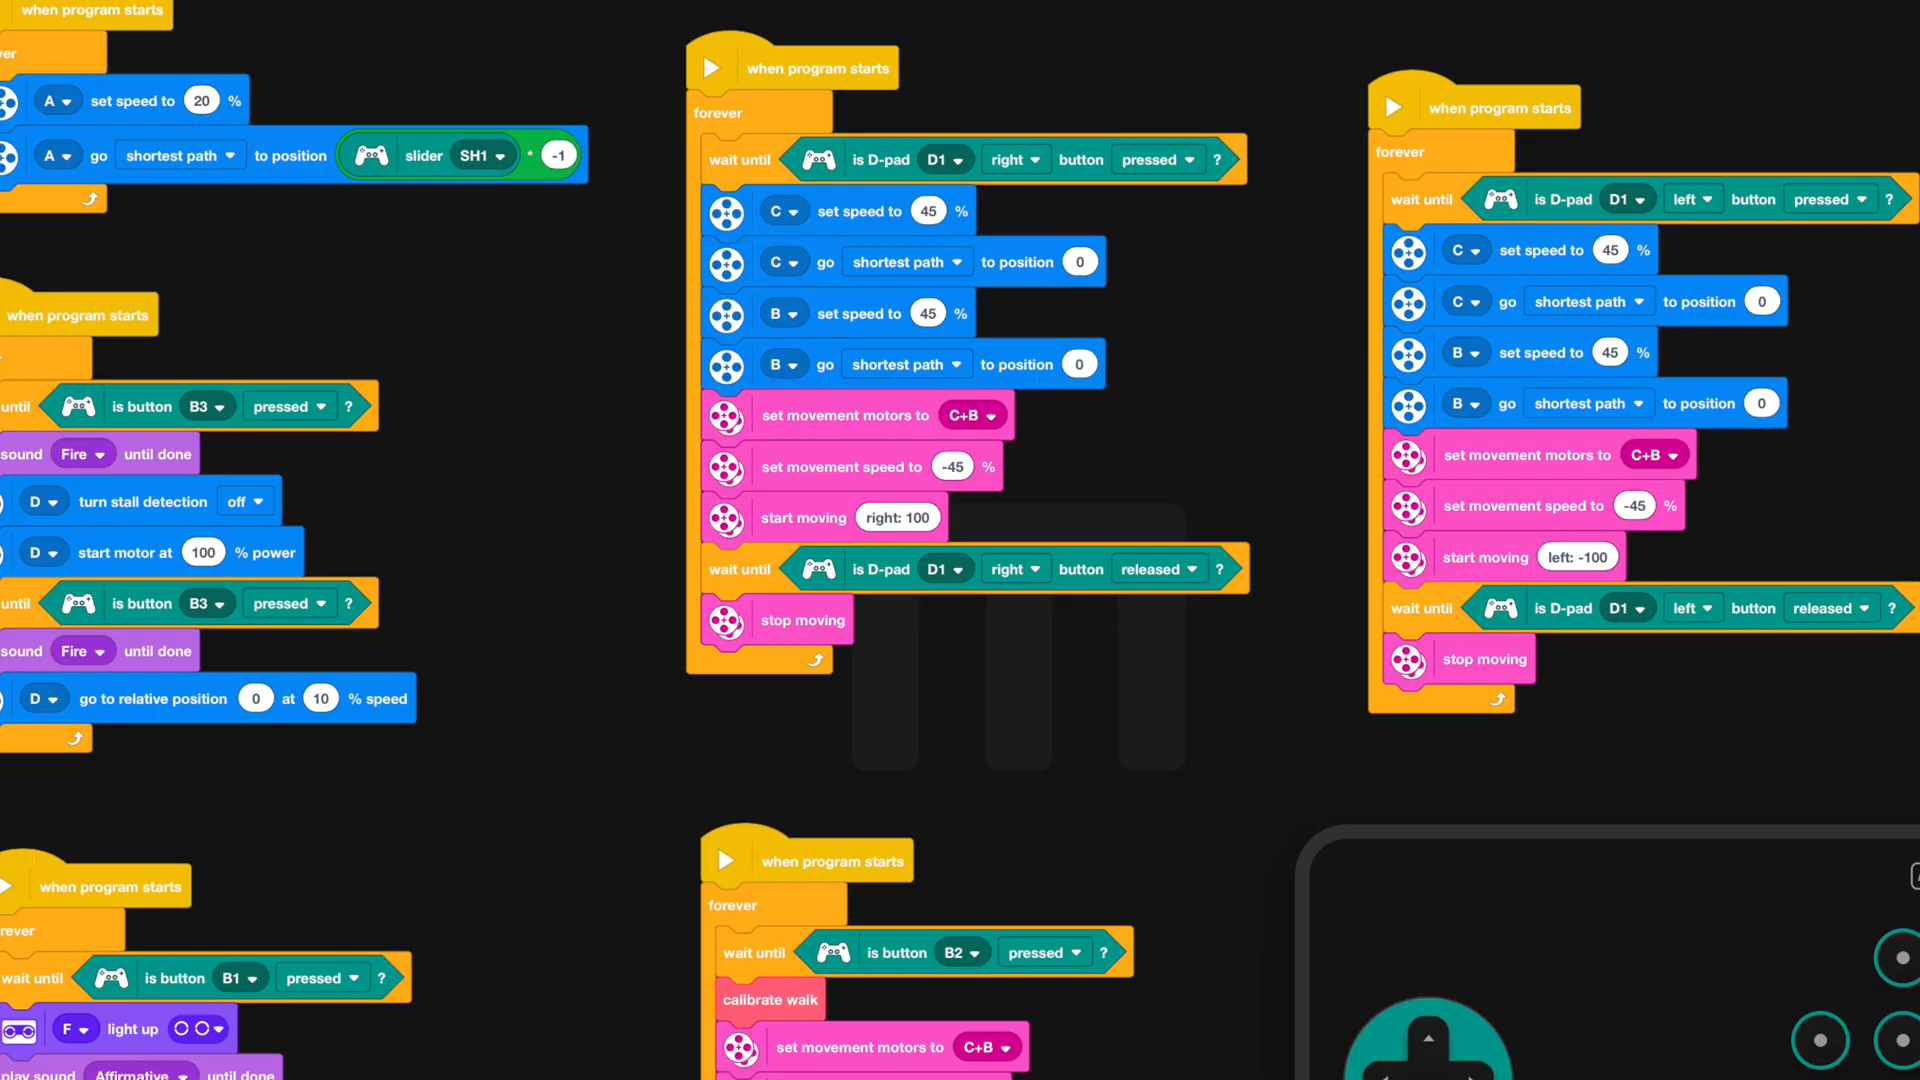 when program starts
ver
A set speed to 20 %
A go shortest path to position slider SH1 * -1
when program starts
until is button B3 pressed ?
sound Fire until done
D turn stall detection off
D start motor at 100 % power
until is button B3 pressed ?
sound Fire until done
D go to relative position 0 at 10 % speed
when program starts
rever
wait until is button B1 pressed ?
F light up
play sound Affirmative until done
when program starts
forever
wait until is D-pad D1 right button pressed ?
C set speed to 45 %
C go shortest path to position 0
B set speed to 45 %
B go shortest path to position 0
set movement motors to C+B
set movement speed to -45 %
start moving right: 100
wait until is D-pad D1 right button released ?
stop moving
when program starts
forever
wait until is button B2 pressed ?
calibrate walk
set movement motors to C+B
when program starts
forever
wait until is D-pad D1 left button pressed ?
C set speed to 45 %
C go shortest path to position 0
B set speed to 45 %
B go shortest path to position 0
set movement motors to C+B
set movement speed to -45 %
start moving left: -100
wait until is D-pad D1 left button released ?
stop moving